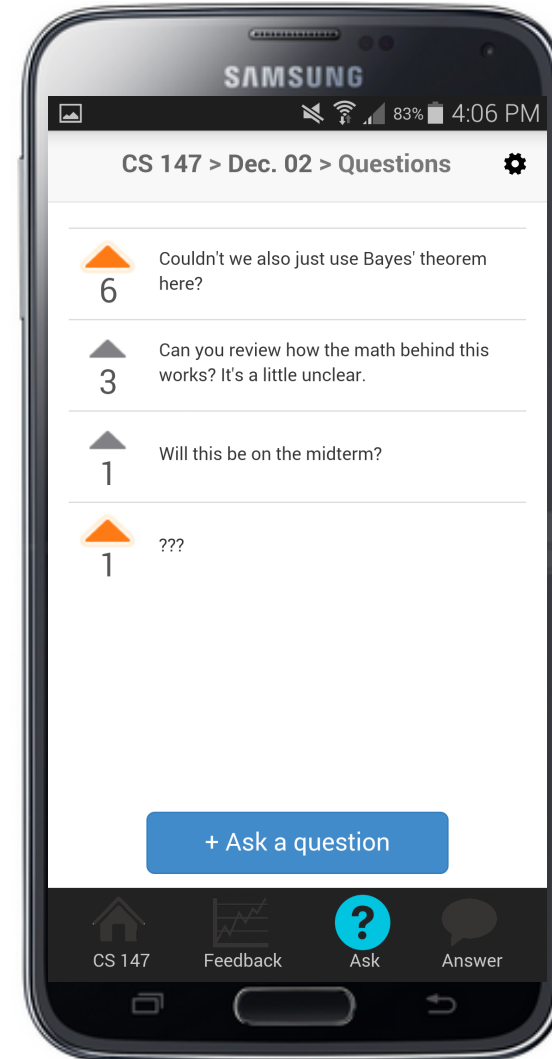 SAMSUNG
83% 4:06 PM
CS 147 > Dec. 02 > Questions
6
Couldn't we also just use Bayes' theorem
here?
3
Can you review how the math behind this
works? It's a little unclear.
1
Will this be on the midterm?
1
???
+ Ask a question
?
CS 147
Feedback
Ask
Answer